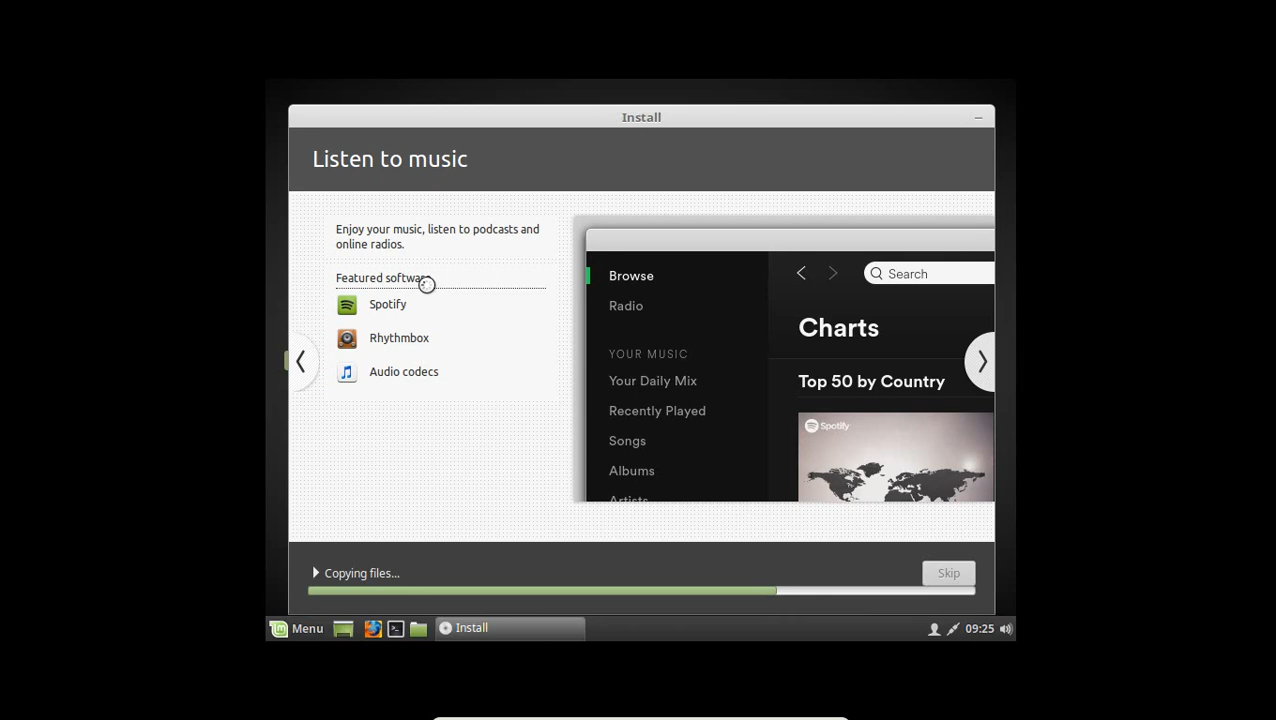 Install
Listen to music
Enjoy your music, listen to podcasts and
online radios.
Featured software
Spotify
Rhythmbox
Audio codecs
Browse
Radio
YOUR MUSIC
Your Daily Mix
Recently Played
Songs
Albums
Artists
Search
Charts
Top 50 by Country
Spotify
Copying files...
Skip
Menu
Install
09:25